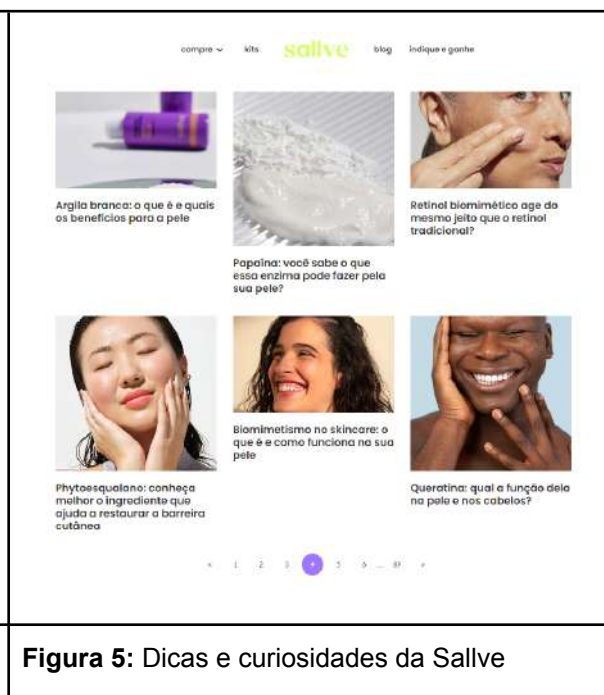 compre kits sallve blog indique e ganhe
Argila branca: o que é e quais
os benefícios para a pele
Papaína: você sabe o que
essa enzima pode fazer pela
sua pele?
Retinol biomimético age do
mesmo jeito que o retinol
tradicional?
Phytoesqualano: conheça
melhor o ingrediente que
ajuda a restaurar a barreira
cutânea
Biomimetismo no skincare: o
que é e como funciona na sua
pele
Queratina: qual a função dela
na pele e nos cabelos?
« 1 2 3 4 5 6 ... »
Figura 5: Dicas e curiosidades da Sallve